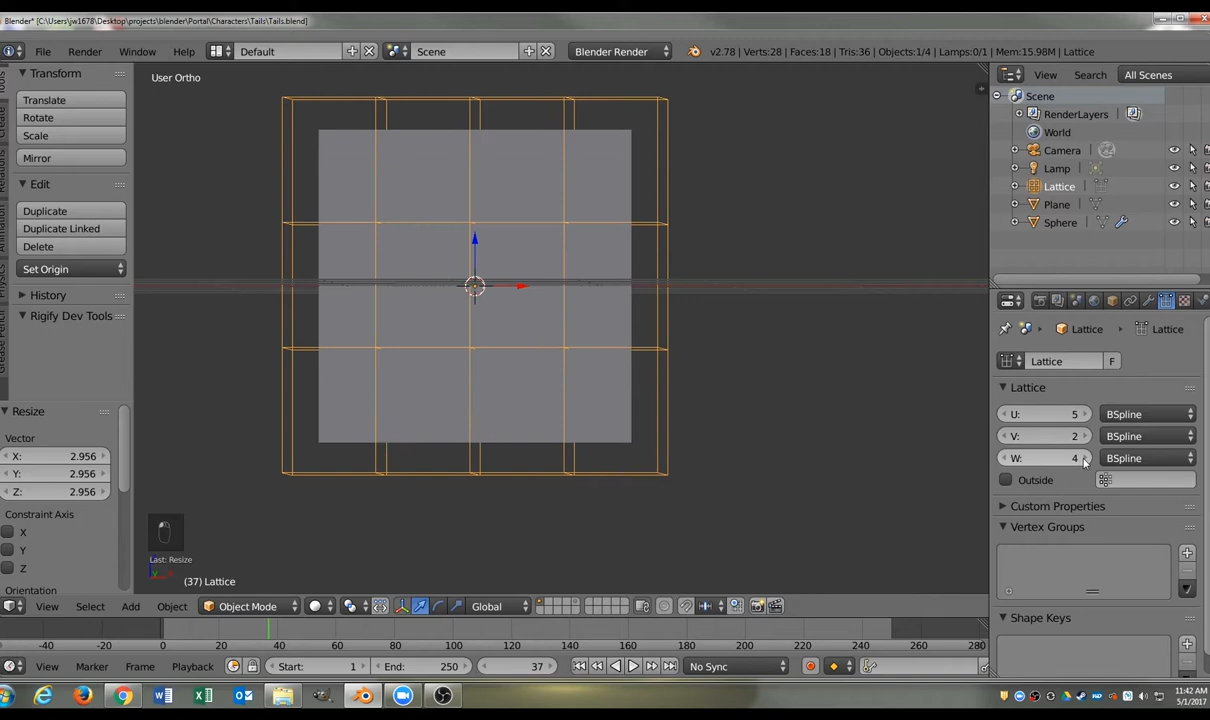 Blender* [C:\Users\jw1678\Desktop\projects\blender\Portal\Characters\Tails\Tails.blend]
File Render Window Help Default Scene Blender Render v2.78 | Verts:28 | Faces:18 | Tris:36 | Objects:1/4 | Lamps:0/1 | Mem:15.98M | Lattice
Tools
Create
Relations
Animation
Physics
Grease Pencil
Transform
Translate
Rotate
Scale
Mirror
Edit
Duplicate
Duplicate Linked
Delete
Set Origin
History
Rigify Dev Tools
Resize
Vector
X: 2.956
Y: 2.956
Z: 2.956
Constraint Axis
X
Y
Z
Orientation
User Ortho
Last: Resize
(37) Lattice
View Select Add Object Object Mode Global
View Search All Scenes
Scene
RenderLayers
World
Camera
Lamp
Lattice
Plane
Sphere
Lattice Lattice
Lattice F
Lattice
U: 5 BSpline
V: 2 BSpline
W: 4 BSpline
Outside
Custom Properties
Vertex Groups
Shape Keys
-40 -20 0 20 40 60 80 100 120 140 160 180 200 220 240 260 280
View Marker Frame Playback Start: 1 End: 250 37 No Sync
11:42 AM
5/1/2017